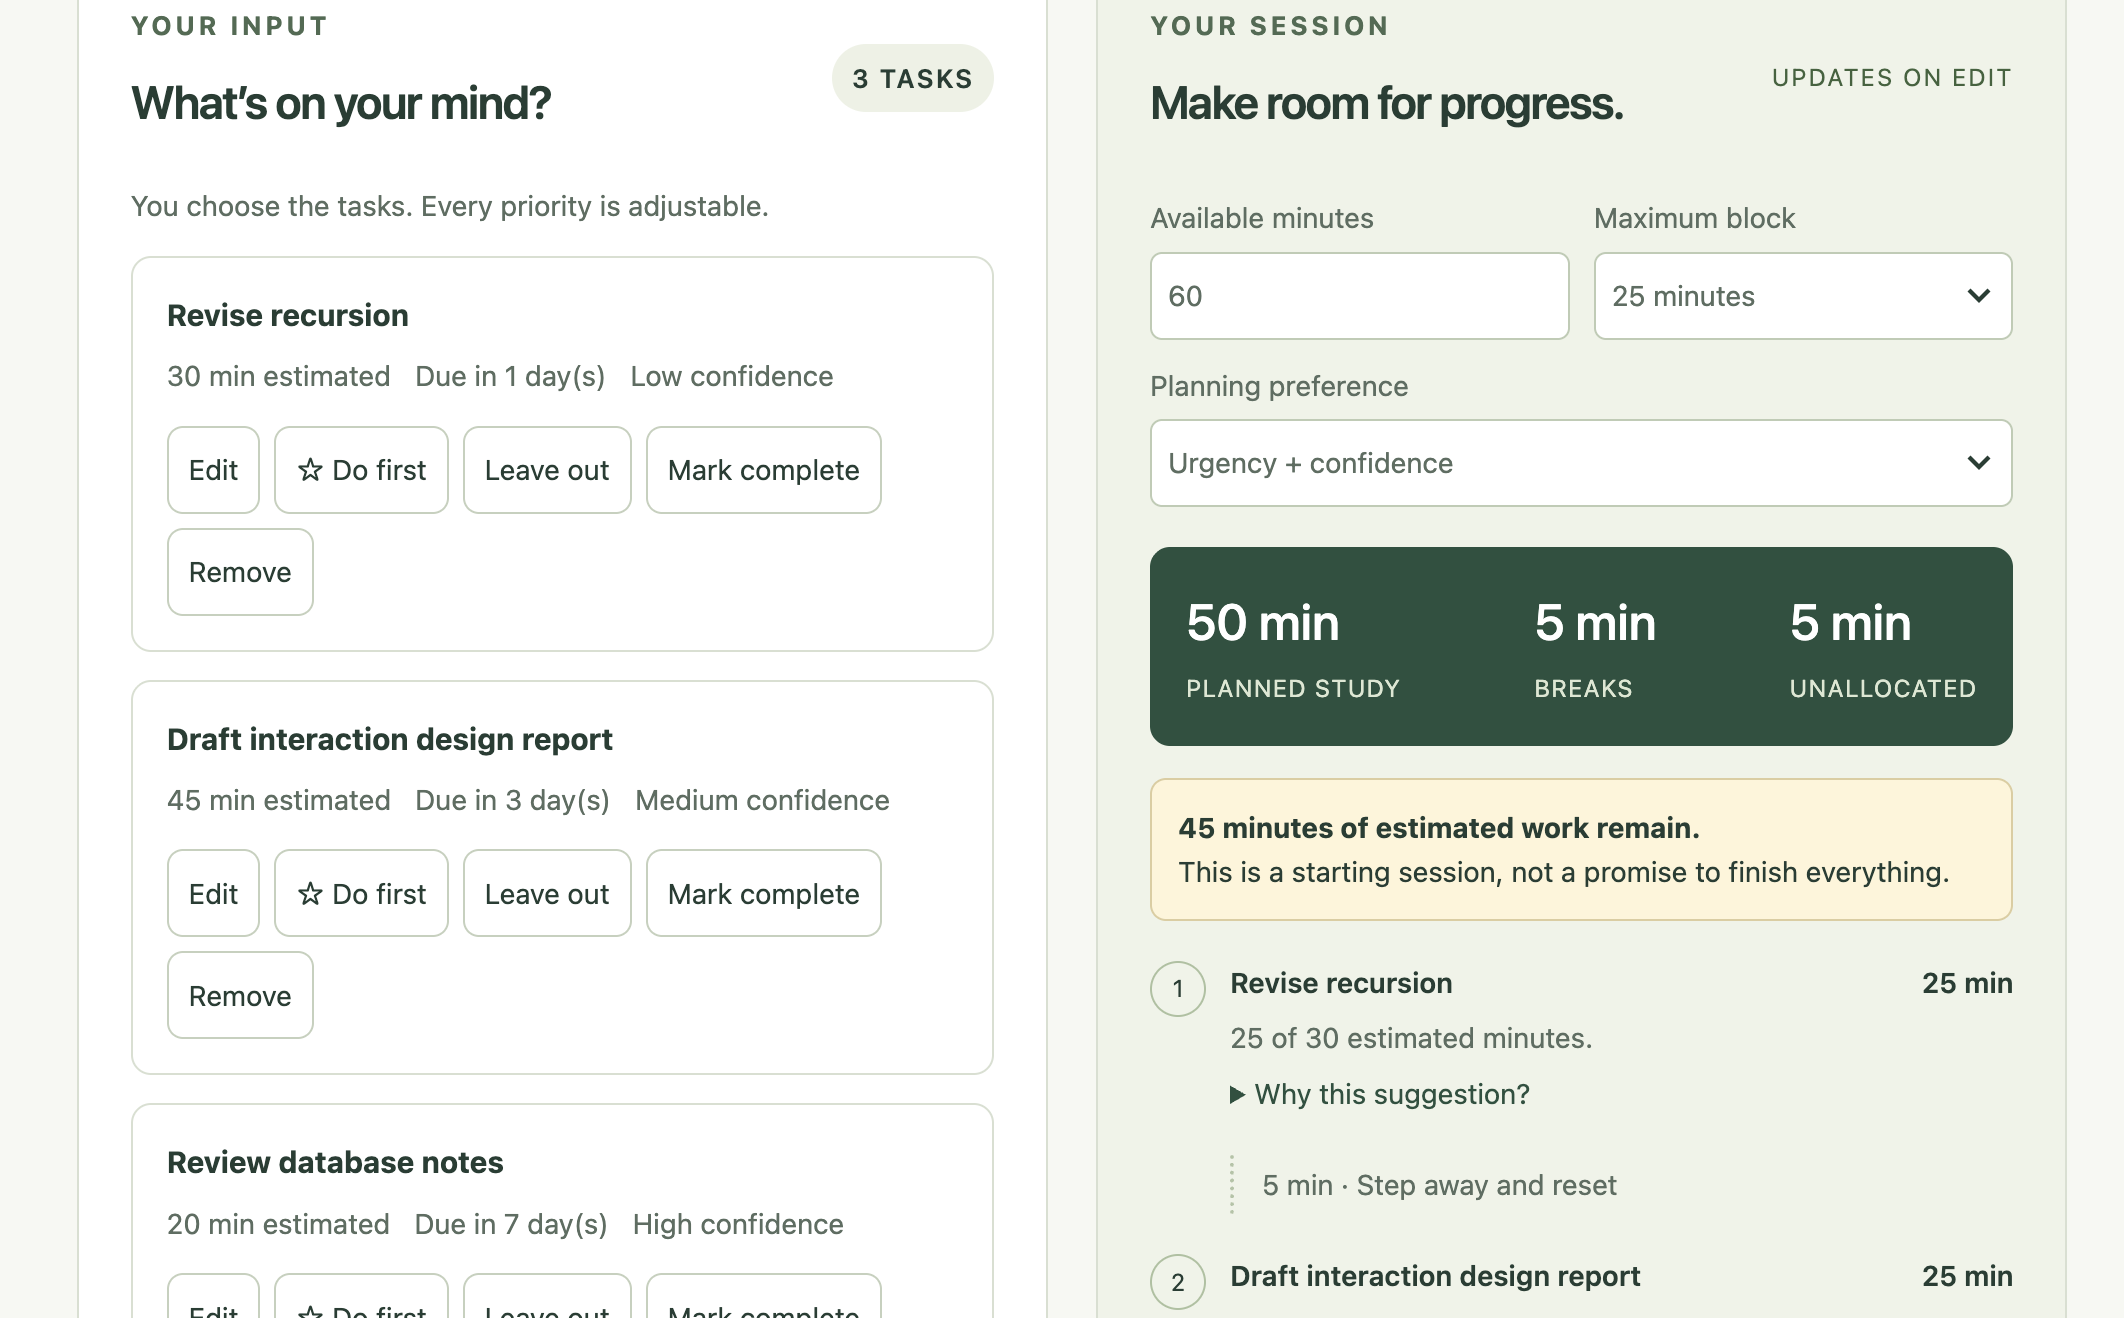 YOUR INPUT
What's on your mind?
3 TASKS
You choose the tasks. Every priority is adjustable.
Revise recursion
30 min estimated Due in 1 day(s) Low confidence
Edit ☆ Do first Leave out Mark complete
Remove
Draft interaction design report
45 min estimated Due in 3 day(s) Medium confidence
Edit ☆ Do first Leave out Mark complete
Remove
Review database notes
20 min estimated Due in 7 day(s) High confidence
Edit ☆ Do first Leave out Mark complete
YOUR SESSION
Make room for progress.
UPDATES ON EDIT
Available minutes Maximum block
60 25 minutes
Planning preference
Urgency + confidence
50 min 5 min 5 min
PLANNED STUDY BREAKS UNALLOCATED
45 minutes of estimated work remain.
This is a starting session, not a promise to finish everything.
1 Revise recursion 25 min
25 of 30 estimated minutes.
▶ Why this suggestion?
5 min · Step away and reset
2 Draft interaction design report 25 min